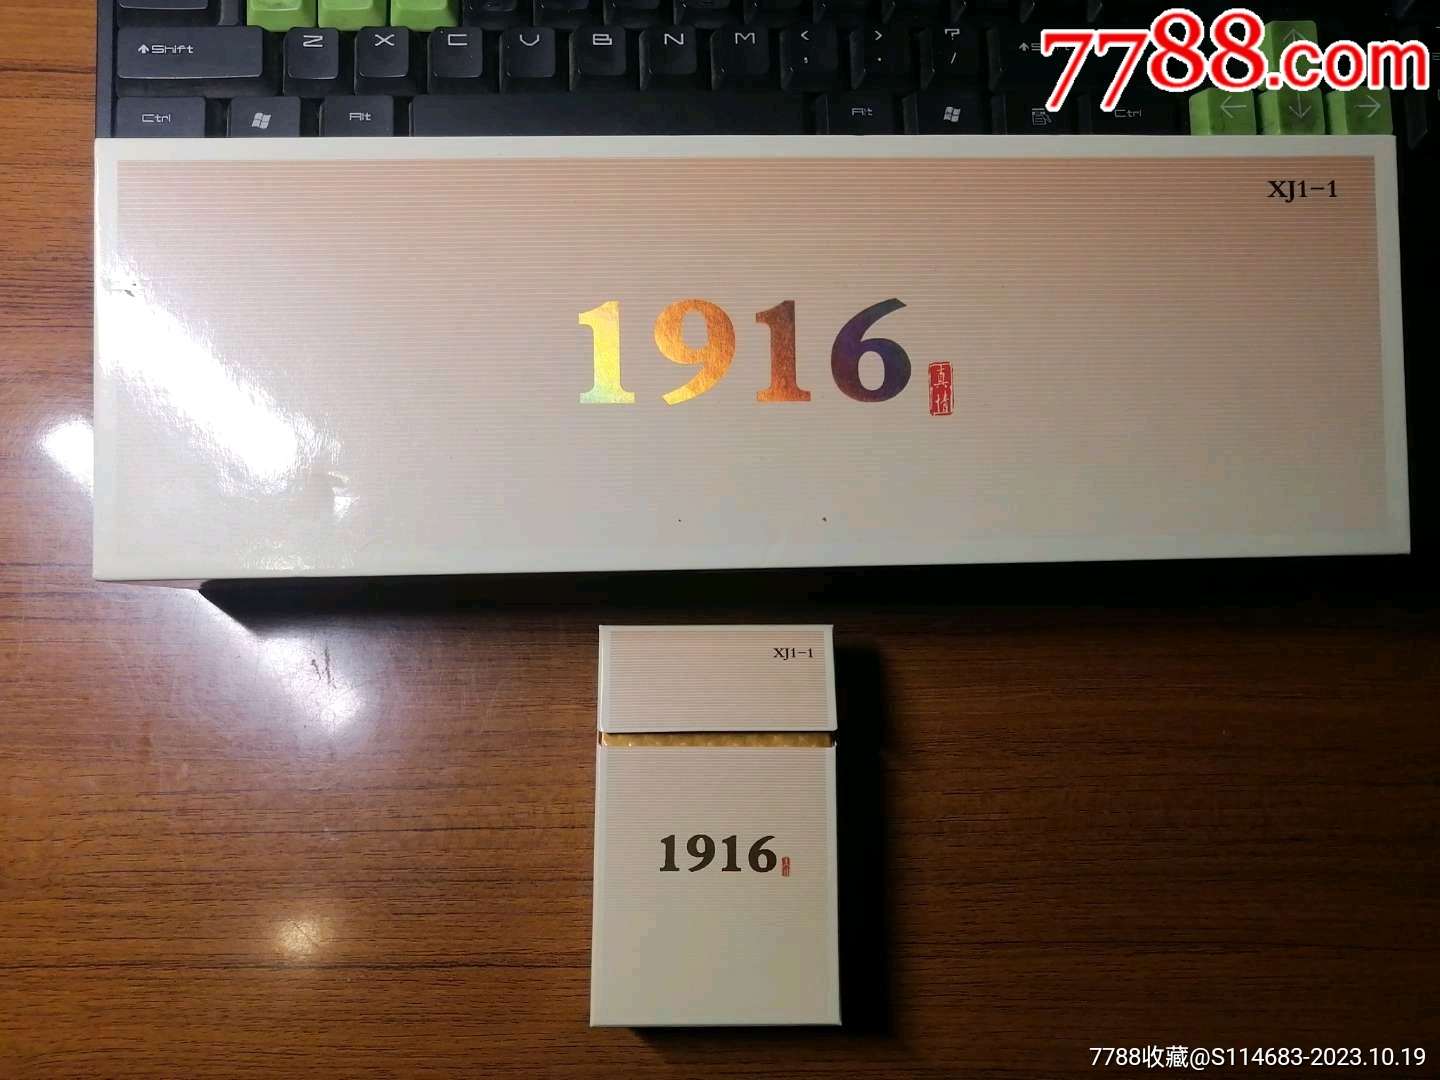 Shift Z X C V B N M < , > . ? /
Ctrl Alt Alt Ctrl
7788.com
XJ1-1
1916
真情
XJ1-1
1916
7788收藏@S114683-2023.10.19